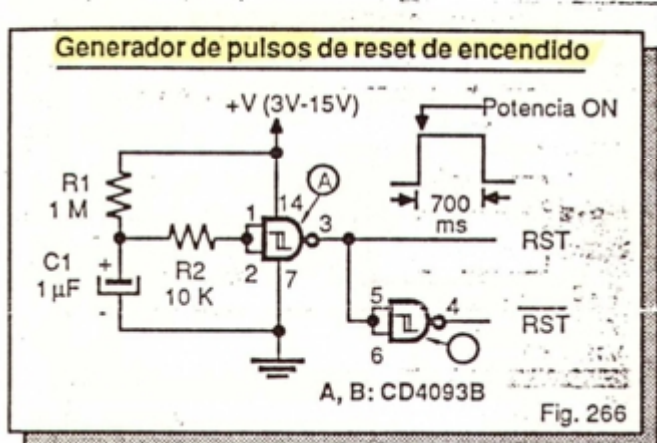 Generador de pulsos de reset de encendido
+V (3V-15V)
Potencia ON
R1
1 M
14
A
1
3
700
ms
RST
C1
+
1 µF
-
R2
10 K
2
7
5
4
6
RST
A, B: CD4093B
Fig. 266